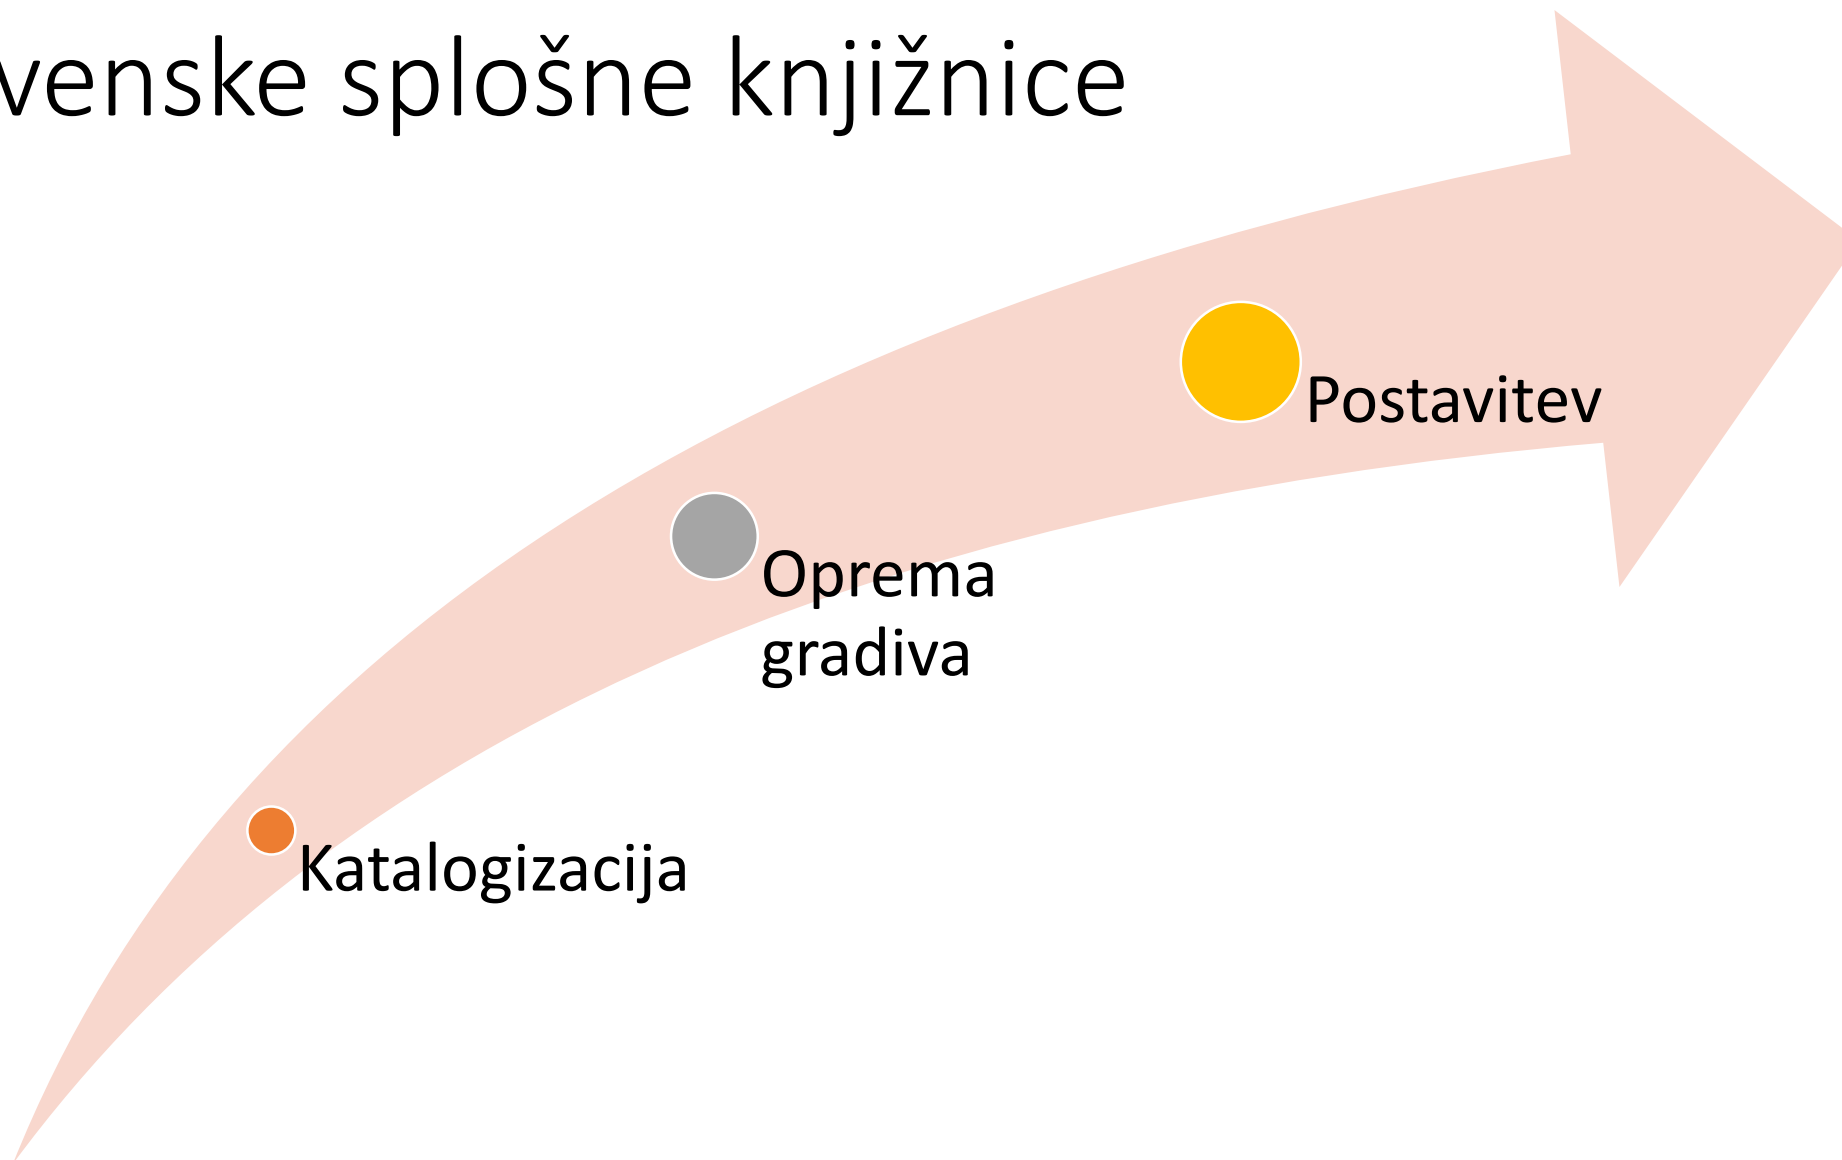 venske splošne knjižnice
Postavitev
Oprema
gradiva
Katalogizacija